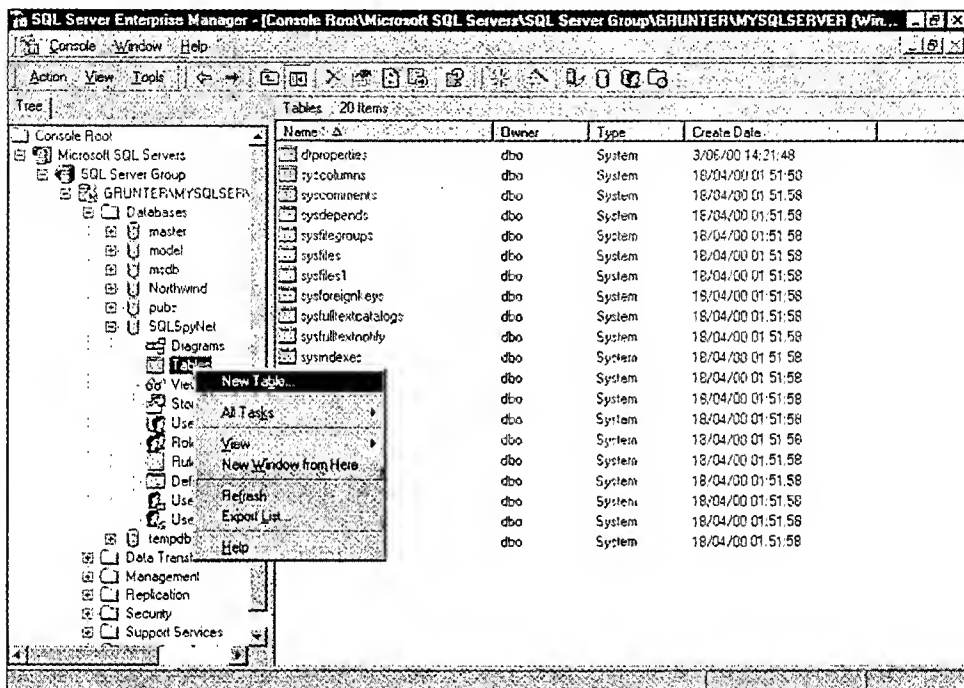 SQL Server Enterprise Manager - [Console Root\Microsoft SQL Servers\SQL Server Group\GRUNTER\MYSQLSERVER (Win...
Console Window Help
Action View Tools
Tree
Tables 20 Items
Name Owner Type Create Date
Console Root
Microsoft SQL Servers
SQL Server Group
GRUNTER\MYSQLSER
Databases
master
model
msdb
Northwind
pubs
SQLSpyNet
Diagrams
Tables
Vie
Stor
Use
Role
Rule
Def
Use
Use
tempdb
Data Transf
Management
Replication
Security
Support Services
New Table...
All Tasks
View
New Window from Here
Refresh
Export List...
Help
dtproperties dbo System 3/06/00 14:21:48
syscolumns dbo System 18/04/00 01:51:58
syscomments dbo System 18/04/00 01:51:58
sysdepends dbo System 18/04/00 01:51:58
sysfilegroups dbo System 18/04/00 01:51:58
sysfiles dbo System 18/04/00 01:51:58
sysfiles1 dbo System 18/04/00 01:51:58
sysforeignkeys dbo System 18/04/00 01:51:58
sysfulltextcatalogs dbo System 18/04/00 01:51:58
sysfulltextnotify dbo System 18/04/00 01:51:58
sysindexes dbo System 18/04/00 01:51:58
dbo System 18/04/00 01:51:58
dbo System 18/04/00 01:51:58
dbo System 18/04/00 01:51:58
dbo System 18/04/00 01:51:58
dbo System 18/04/00 01:51:58
dbo System 18/04/00 01:51:58
dbo System 18/04/00 01:51:58
dbo System 18/04/00 01:51:58
dbo System 18/04/00 01:51:58